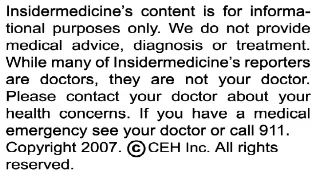 Insidermedicine's content is for informa-
tional purposes only. We do not provide
medical advice, diagnosis or treatment.
While many of Insidermedicine's reporters
are doctors, they are not your doctor.
Please contact your doctor about your
health concerns. If you have a medical
emergency see your doctor or call 911.
Copyright 2007. ©CEH Inc. All rights
reserved.